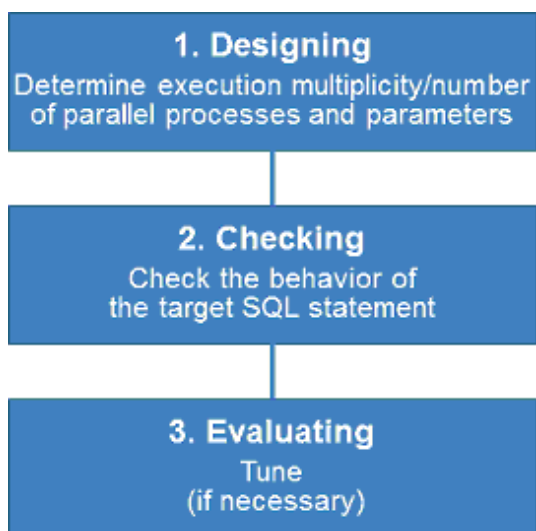 1. Designing
Determine execution multiplicity/number
of parallel processes and parameters
2. Checking
Check the behavior of
the target SQL statement
3. Evaluating
Tune
(if necessary)